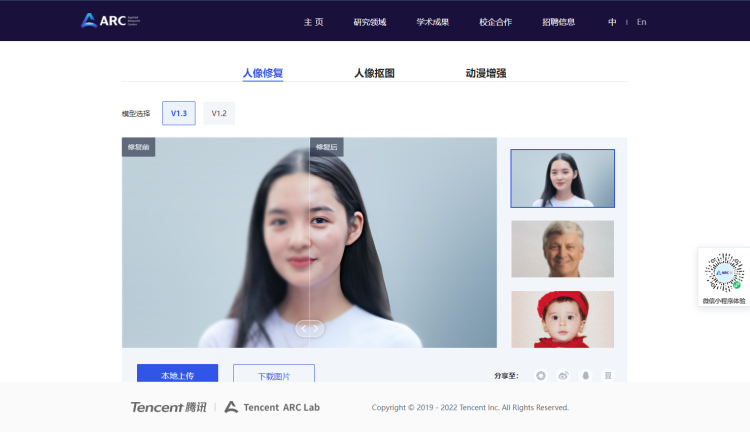 ARC
主 页
研究领域
学术成果
校企合作
招聘信息
中 | En
人像修复
人像抠图
动漫增强
模型选择
V1.3
V1.2
修复前
修复后
ARC
微信小程序体验
本地上传
下载图片
分享至：
Tencent 腾讯 | Tencent ARC Lab
Copyright © 2019 - 2022 Tencent Inc. All Rights Reserved.